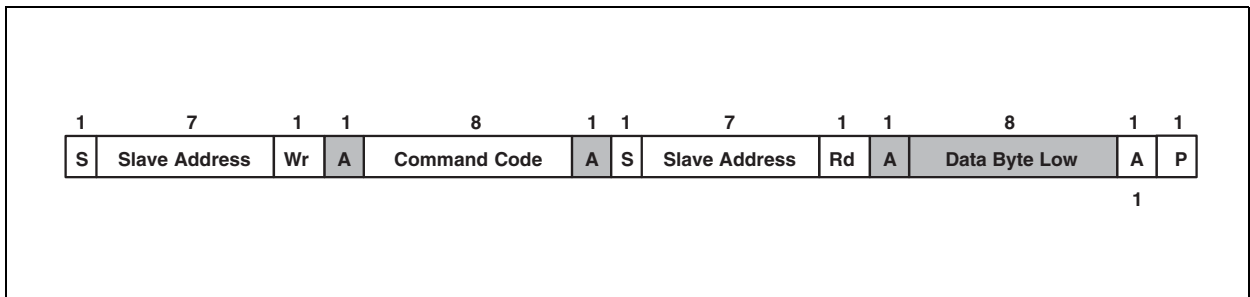 1 7 1 1 8 1 1 7 1 1 8 1 1
S Slave Address Wr A Command Code A S Slave Address Rd A Data Byte Low A P
1